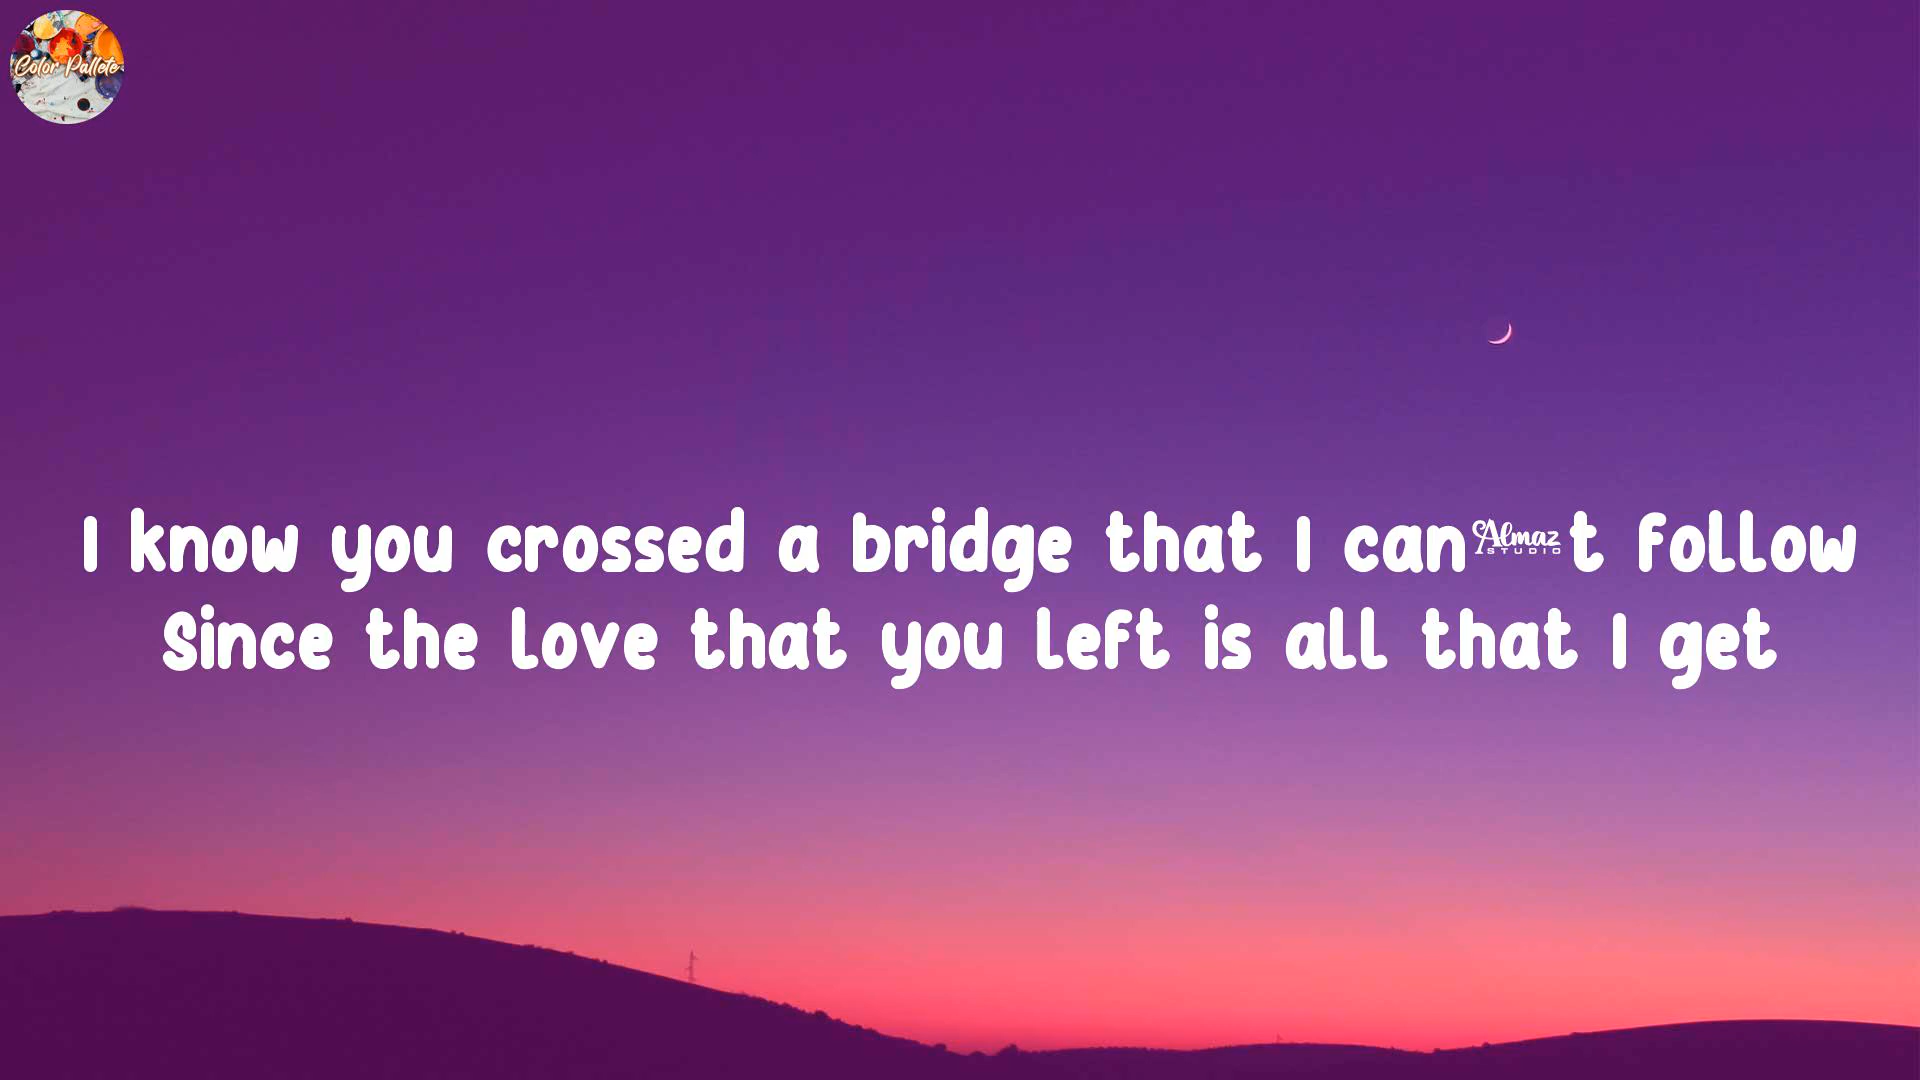 Color Pallete
I know you crossed a bridge that I can Almaz STUDIO t follow
Since the love that you left is all that I get